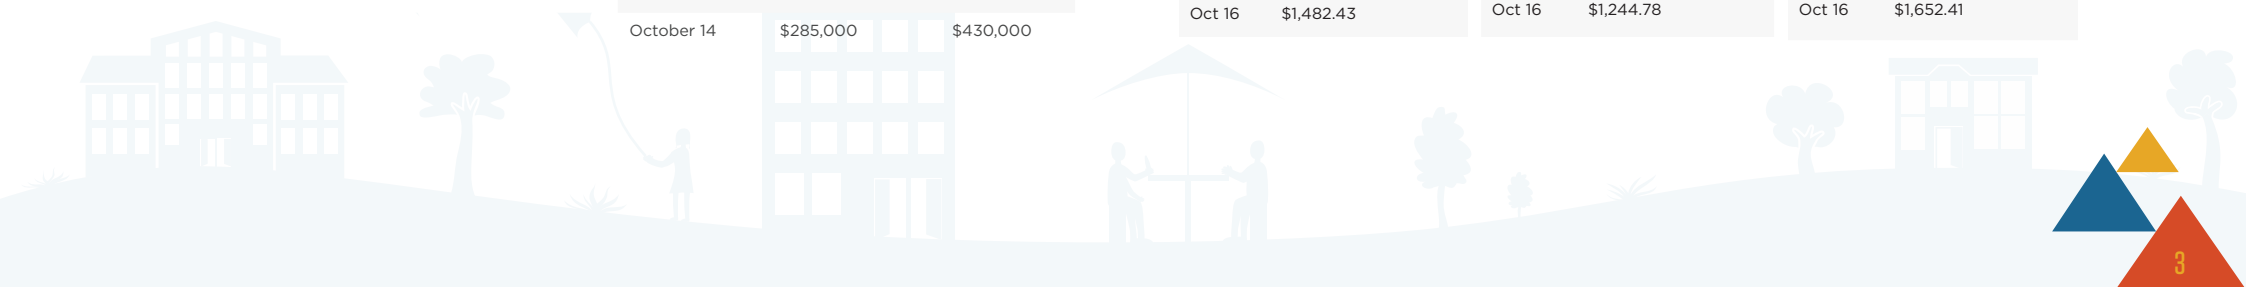 October 14 $285,000 $430,000
Oct 16 $1,482.43
Oct 16 $1,244.78
Oct 16 $1,652.41
3